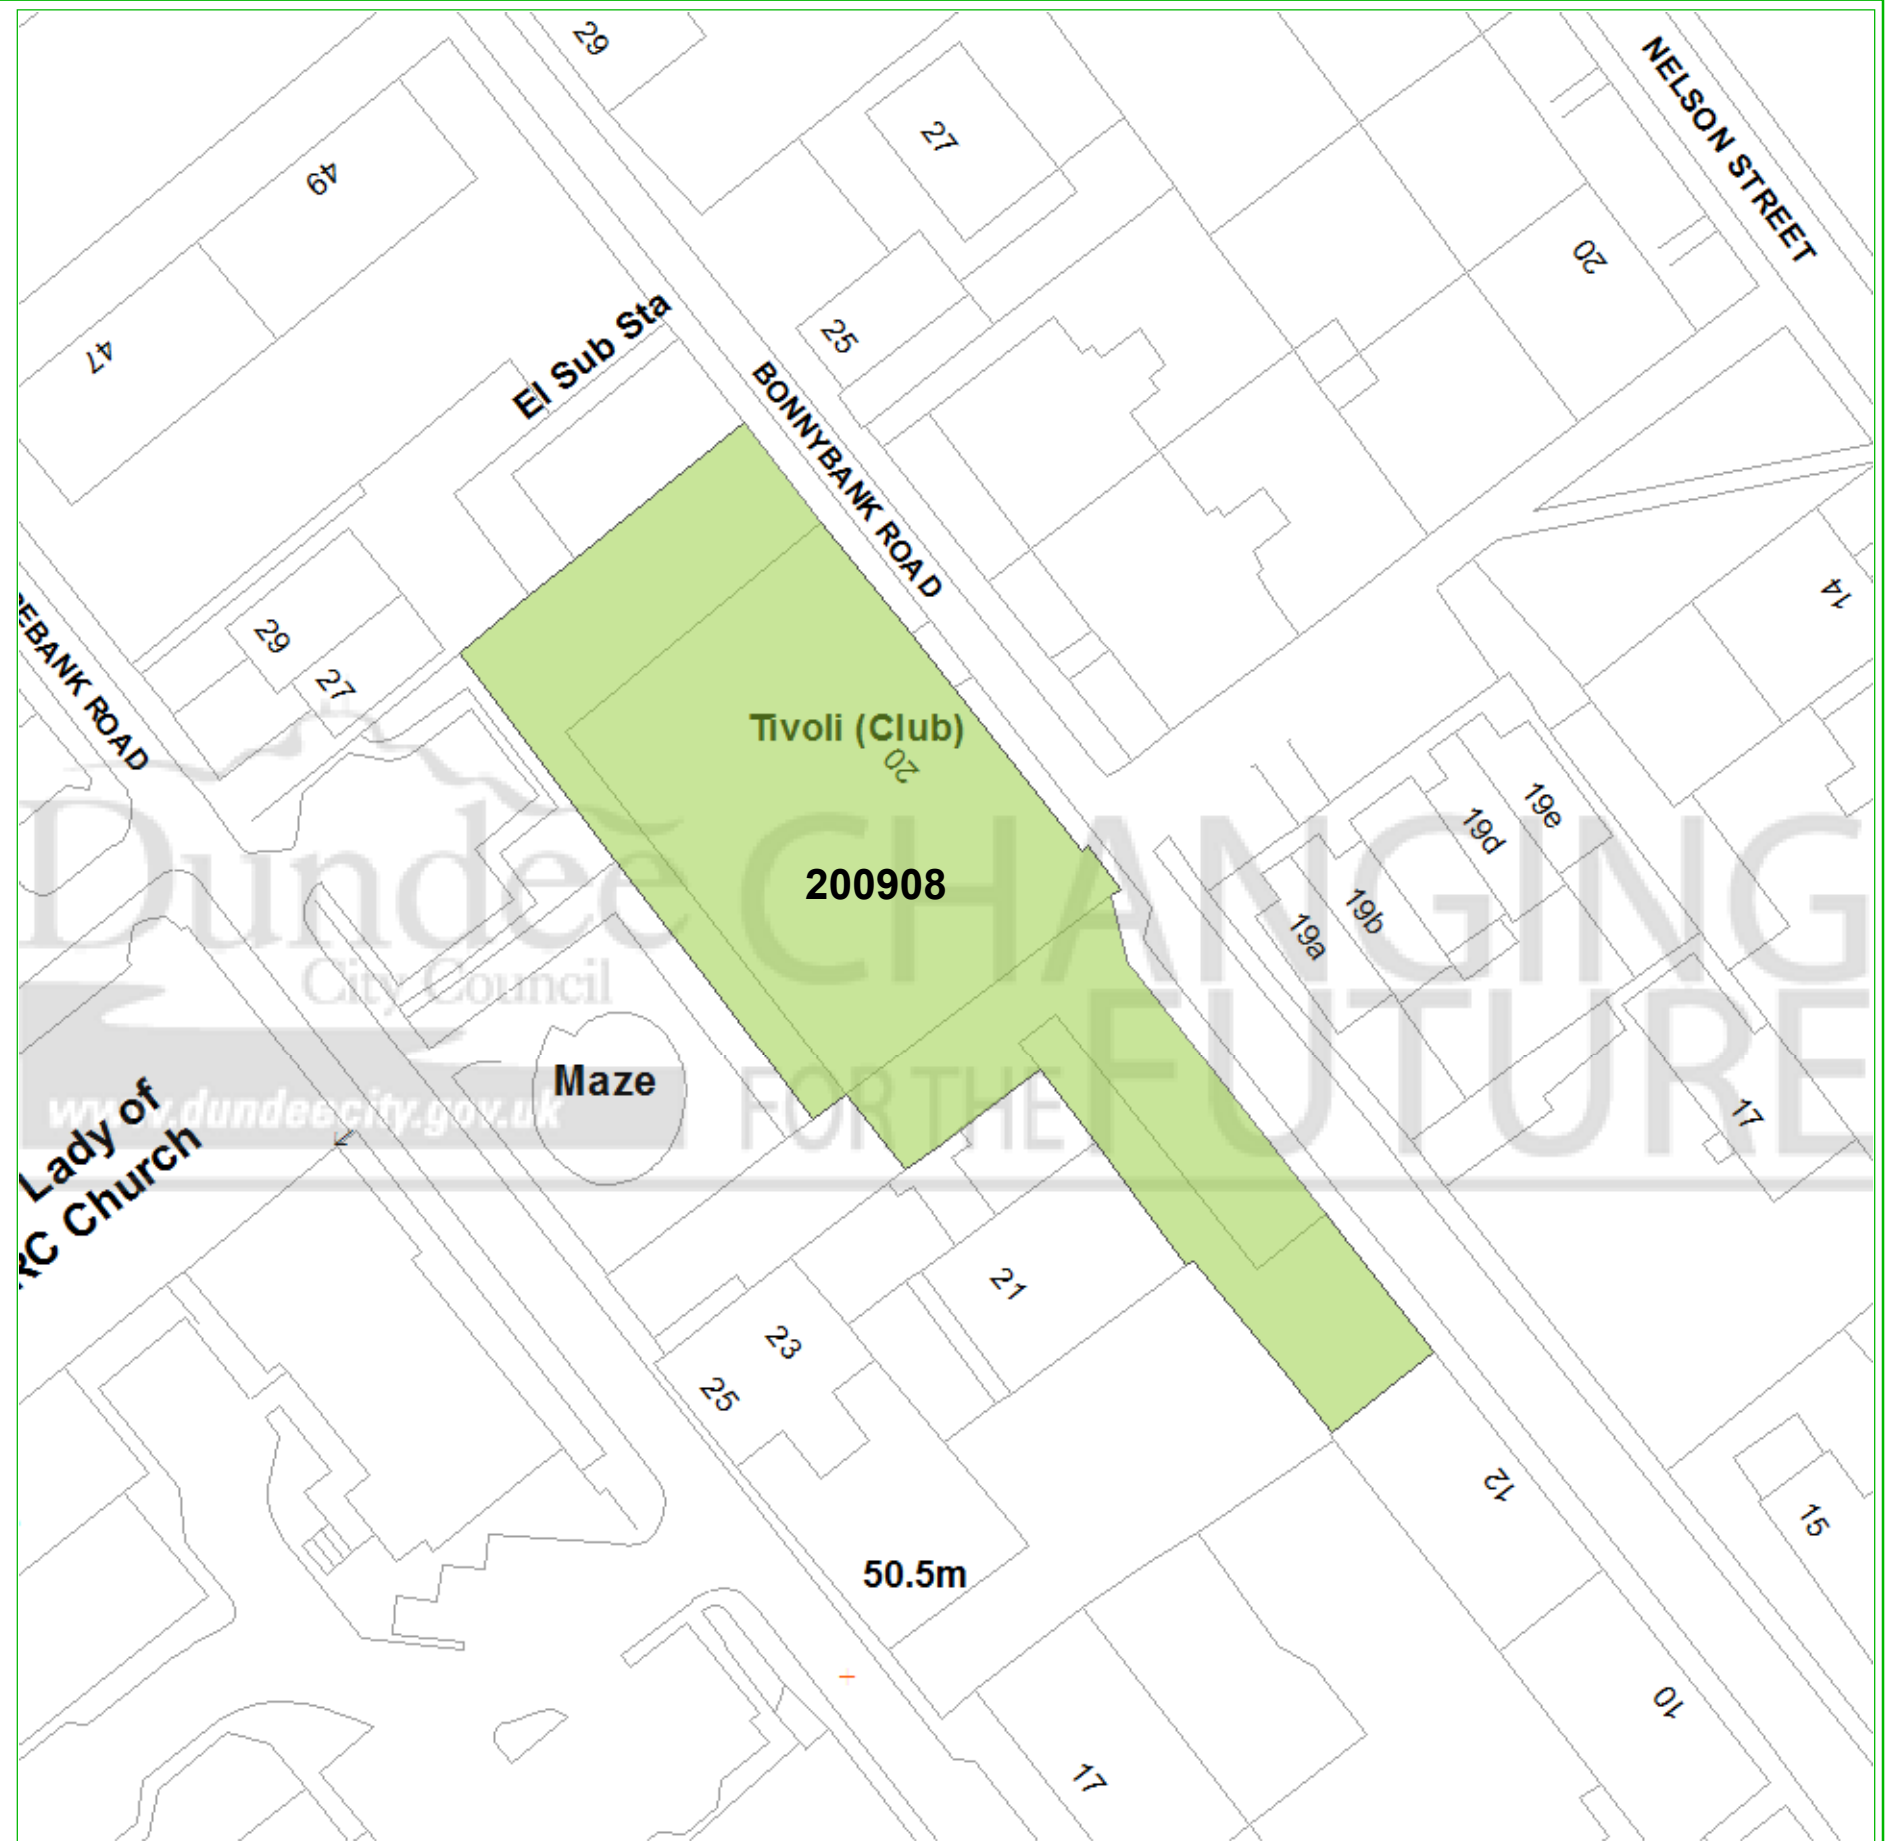 29
NELSON STREET
27
49
20
El Sub Sta
25
47
BONNYBANK ROAD
14
29
27
REBANK ROAD
Tivoli (Club)
20
19e
19d
200908
19b
19a
Dundee
City Council
CHANGING
FOR THE FUTURE
www.dundeecity.gov.uk
Maze
Lady of
RC Church
17
21
23
25
12
15
50.5m
10
17